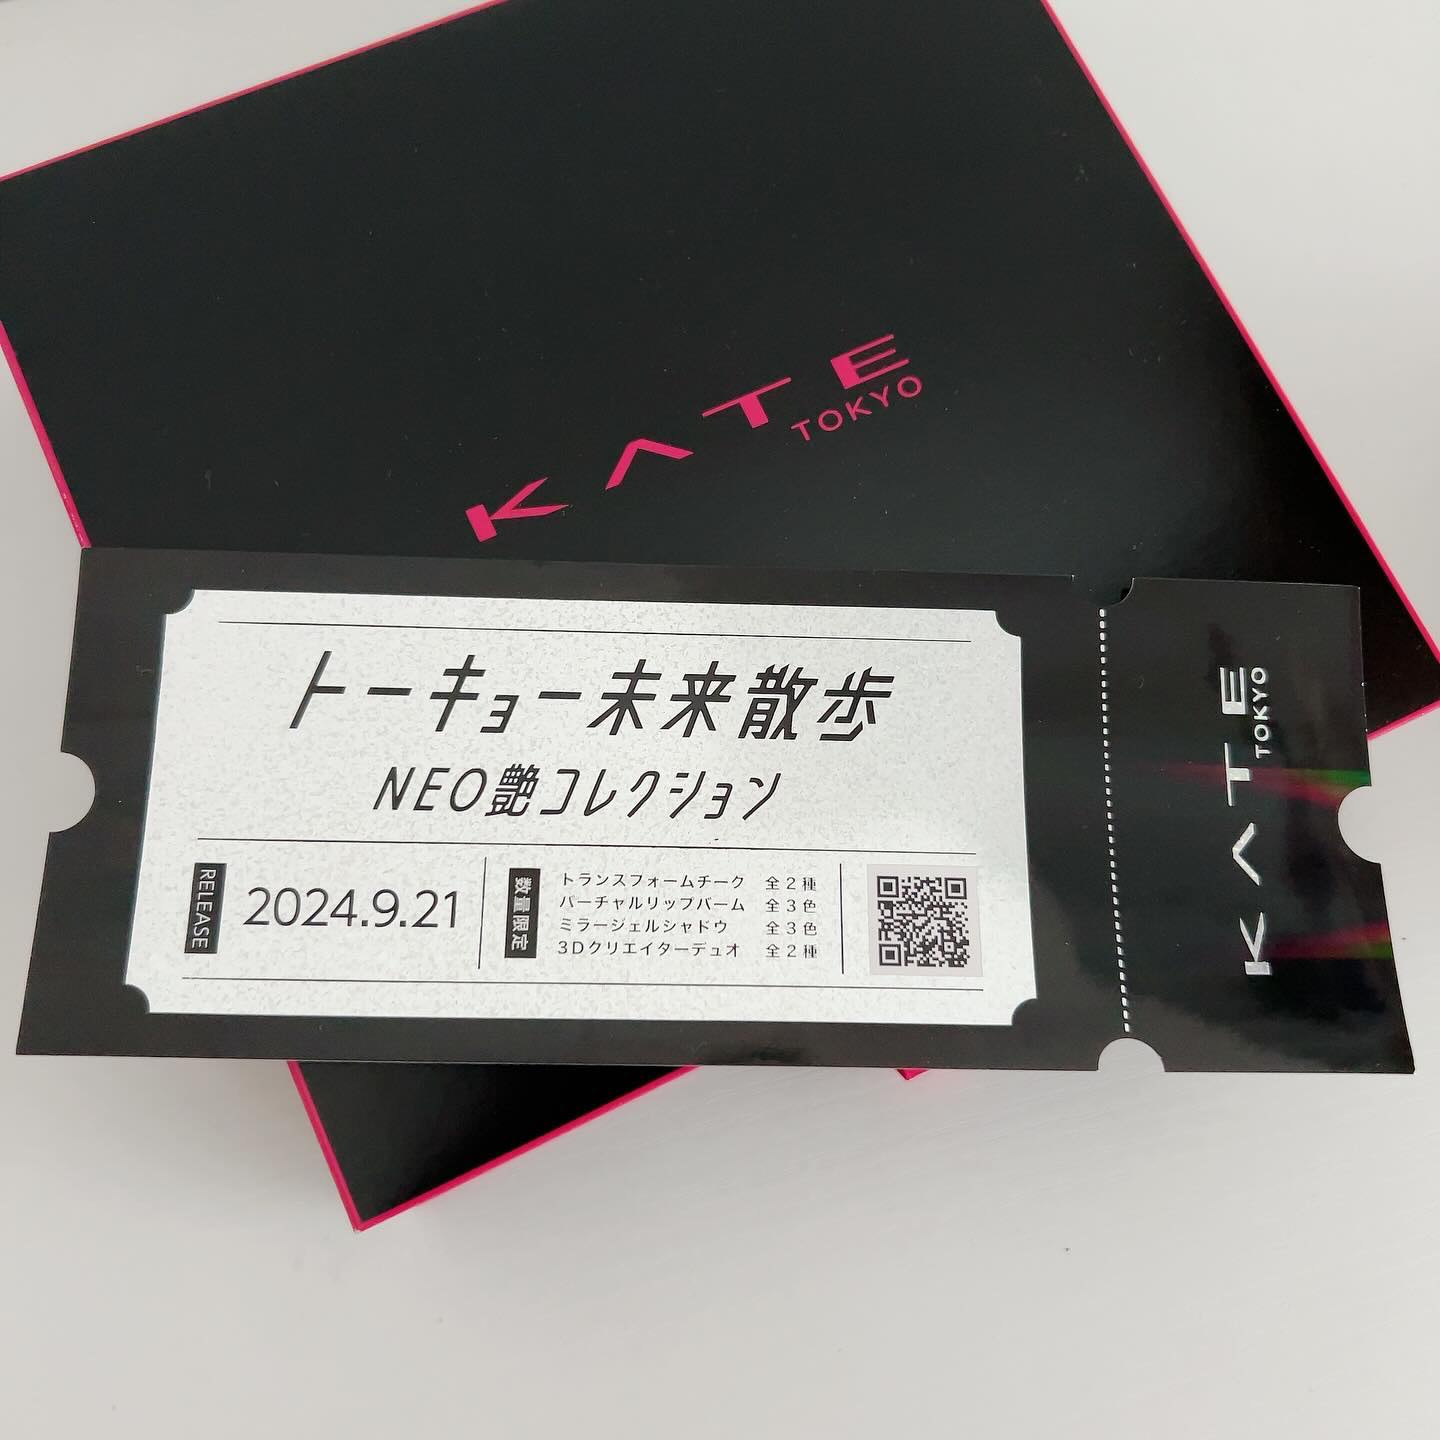 KATE
TOKYO
トーキョー未来散歩
NEO艶コレクション
RELEASE
2024.9.21
数量限定
トランスフォームチーク 全2種
バーチャルリップバーム 全3色
ミラージェルシャドウ 全3色
3Dクリエイターデュオ 全2種
KATE
TOKYO